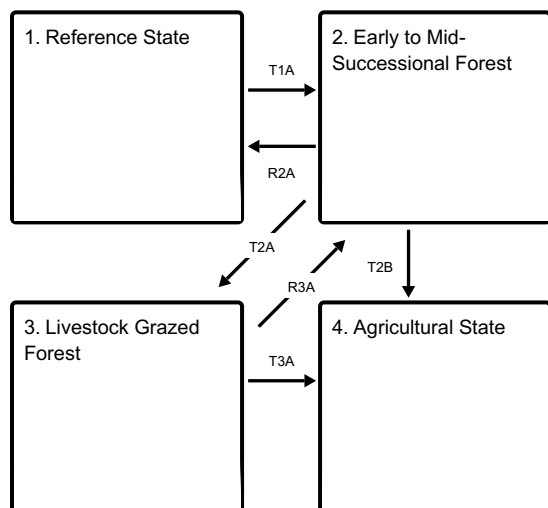 1. Reference State
2. Early to Mid-
Successional Forest
T1A
R2A
T2A
R3A
T2B
3. Livestock Grazed
Forest
4. Agricultural State
T3A